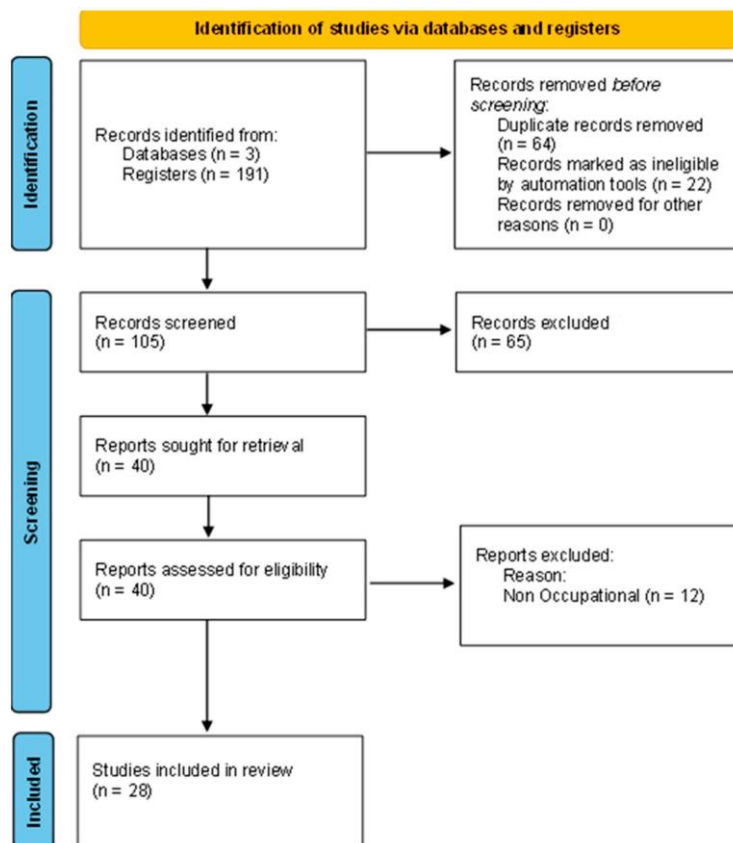 Identification of studies via databases and registers
Identification
Records identified from:
Databases (n = 3)
Registers (n = 191)
Records removed before
screening:
Duplicate records removed
(n = 64)
Records marked as ineligible
by automation tools (n = 22)
Records removed for other
reasons (n = 0)
Screening
Records screened
(n = 105)
Records excluded
(n = 65)
Reports sought for retrieval
(n = 40)
Reports assessed for eligibility
(n = 40)
Reports excluded:
Reason:
Non Occupational (n = 12)
Included
Studies included in review
(n = 28)